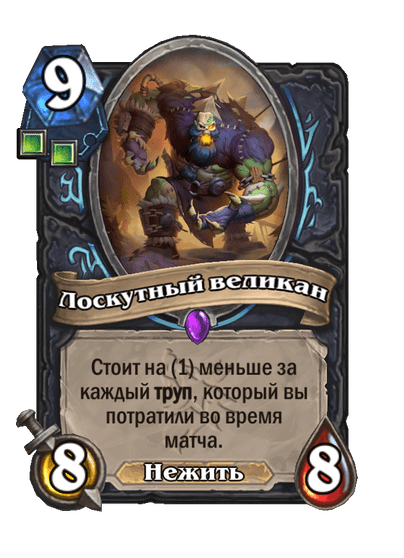 9
Лоскутный великан
Стоит на (1) меньше за
каждый труп, который вы
потратили во время
матча.
8
Нежить
8